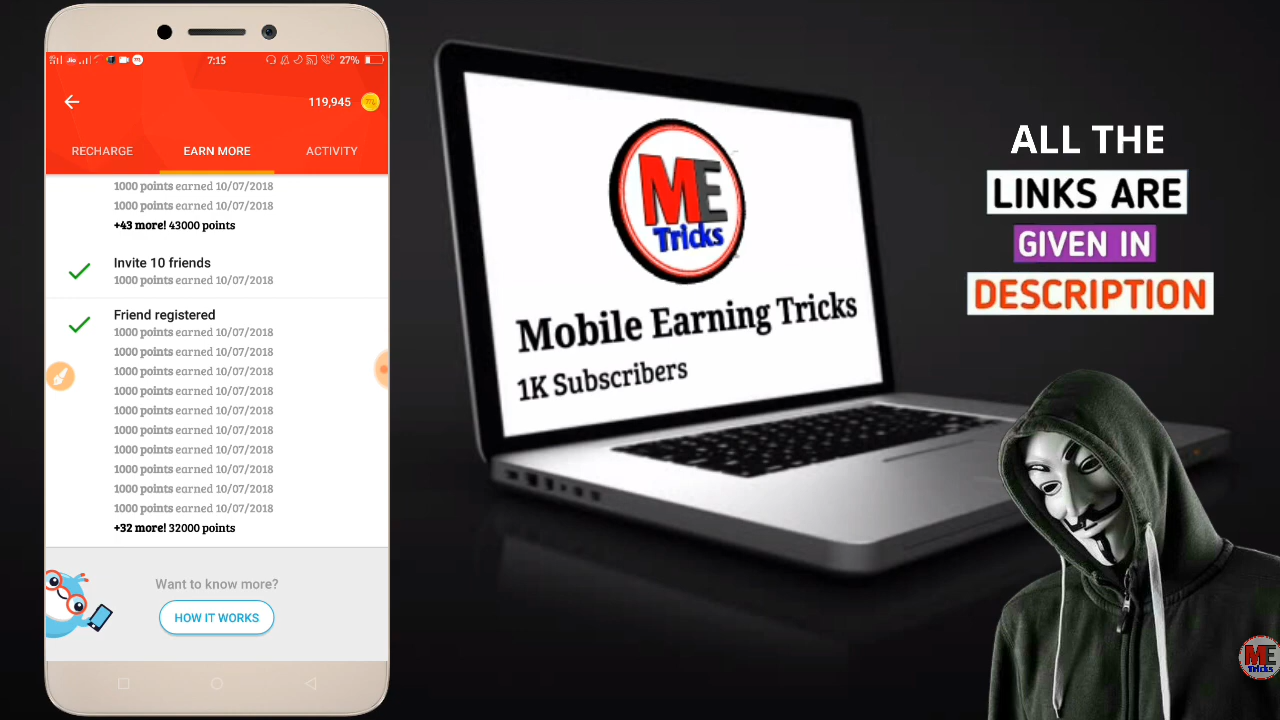 7:15
27%
119,945
RECHARGE
EARN MORE
ACTIVITY
1000 points earned 10/07/2018
1000 points earned 10/07/2018
+43 more! 43000 points
Invite 10 friends
1000 points earned 10/07/2018
Friend registered
1000 points earned 10/07/2018
1000 points earned 10/07/2018
1000 points earned 10/07/2018
1000 points earned 10/07/2018
1000 points earned 10/07/2018
1000 points earned 10/07/2018
1000 points earned 10/07/2018
1000 points earned 10/07/2018
1000 points earned 10/07/2018
1000 points earned 10/07/2018
+32 more! 32000 points
Want to know more?
HOW IT WORKS
ME
Tricks
Mobile Earning Tricks
1K Subscribers
ALL THE
LINKS ARE
GIVEN IN
DESCRIPTION
ME
Tricks